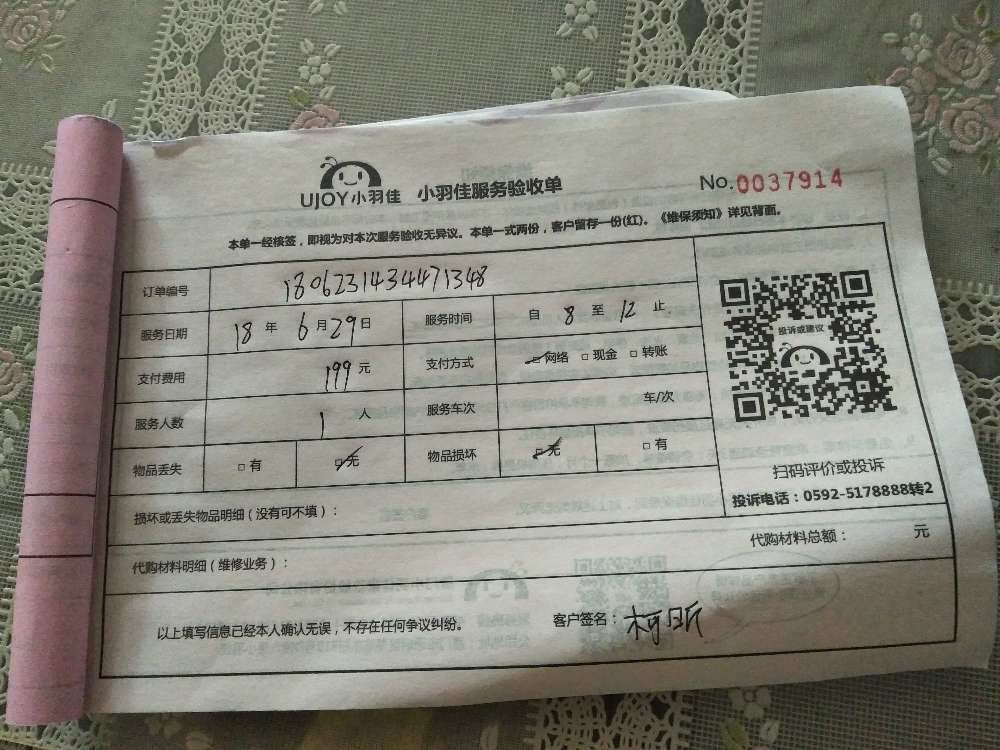 UJOY小羽佳 小羽佳服务验收单 No.0037914
本单一经核签，即视为对本次服务验收无异议。本单一式两份，客户留存一份(红)。《维保须知》详见背面。
订单编号 1806231434471348
服务日期 18 年 6 月 29 日 服务时间 自 8 至 12 止
支付费用 199 元 支付方式 □网络 □现金 □转账
服务人数 1 人 服务车次 车/次
物品丢失 □有 □无 物品损坏 □无 □有
投诉或建议
扫码评价或投诉
投诉电话：0592-5178888转2
损坏或丢失物品明细（没有可不填）：
代购材料明细（维修业务）： 代购材料总额： 元
以上填写信息已经本人确认无误，不存在任何争议纠纷。 客户签名：柯昕